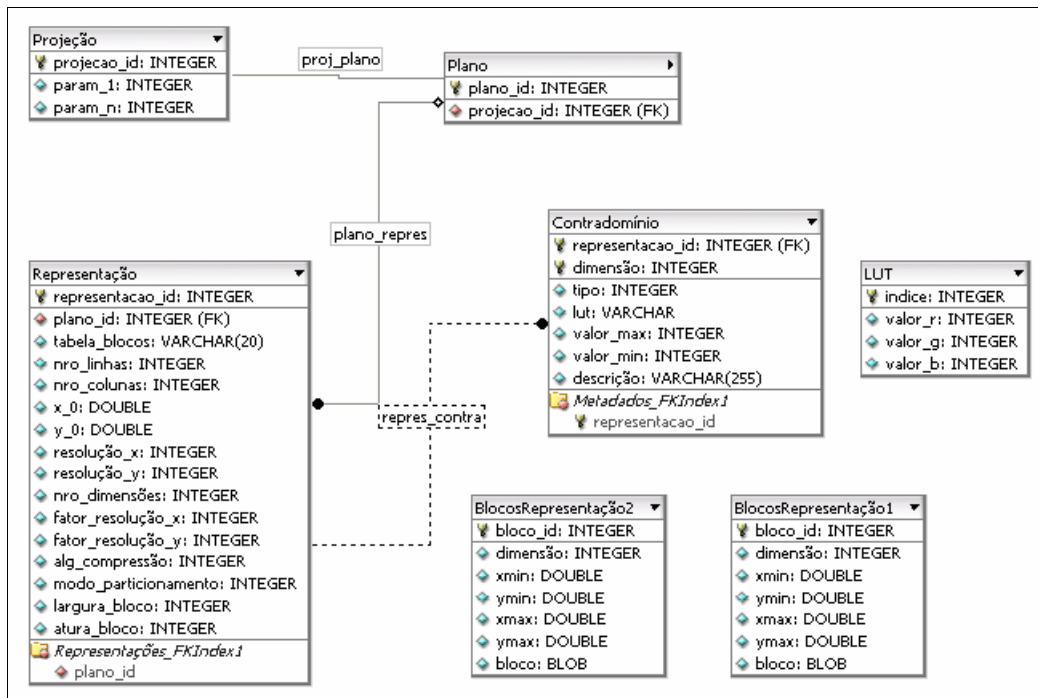 Projeção
projecao_id: INTEGER
param_1: INTEGER
param_n: INTEGER
proj_plano
Plano
plano_id: INTEGER
projecao_id: INTEGER (FK)
plano_repres
Representação
representacao_id: INTEGER
plano_id: INTEGER (FK)
tabela_blocos: VARCHAR(20)
nro_linhas: INTEGER
nro_colunas: INTEGER
x_0: DOUBLE
y_0: DOUBLE
resolução_x: INTEGER
resolução_y: INTEGER
nro_dimensões: INTEGER
fator_resolução_x: INTEGER
fator_resolução_y: INTEGER
alg_compressão: INTEGER
modo_particionamento: INTEGER
largura_bloco: INTEGER
atura_bloco: INTEGER
Representações_FKIndex1
plano_id
repres_contra
Contradomínio
representacao_id: INTEGER (FK)
dimensão: INTEGER
tipo: INTEGER
lut: VARCHAR
valor_max: INTEGER
valor_min: INTEGER
descrição: VARCHAR(255)
Metadados_FKIndex1
representacao_id
LUT
indice: INTEGER
valor_r: INTEGER
valor_g: INTEGER
valor_b: INTEGER
BlocosRepresentação2
bloco_id: INTEGER
dimensão: INTEGER
xmin: DOUBLE
ymin: DOUBLE
xmax: DOUBLE
ymax: DOUBLE
bloco: BLOB
BlocosRepresentação1
bloco_id: INTEGER
dimensão: INTEGER
xmin: DOUBLE
ymin: DOUBLE
xmax: DOUBLE
ymax: DOUBLE
bloco: BLOB